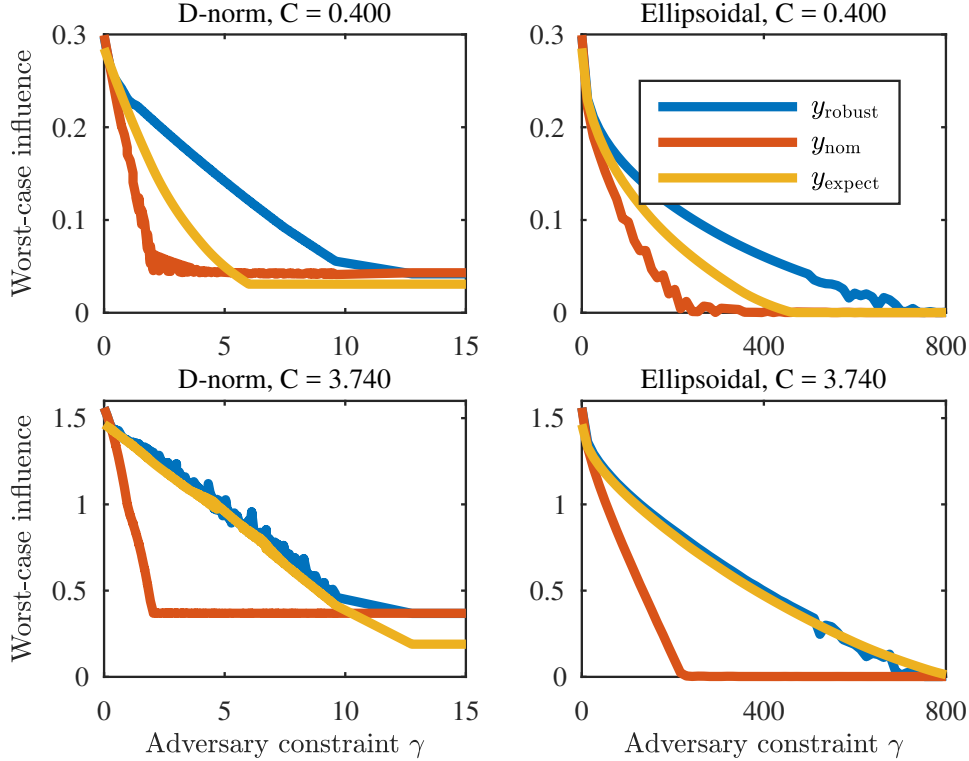 D-norm, C = 0.400
Ellipsoidal, C = 0.400
Worst-case influence
0.3
0.2
0.1
0
0 5 10 15
0.3
0.2
0.1
0
0 400 800
y_robust
y_nom
y_expect
D-norm, C = 3.740
Ellipsoidal, C = 3.740
Worst-case influence
1.5
1
0.5
0
0 5 10 15
Adversary constraint γ
1.5
1
0.5
0
0 400 800
Adversary constraint γ